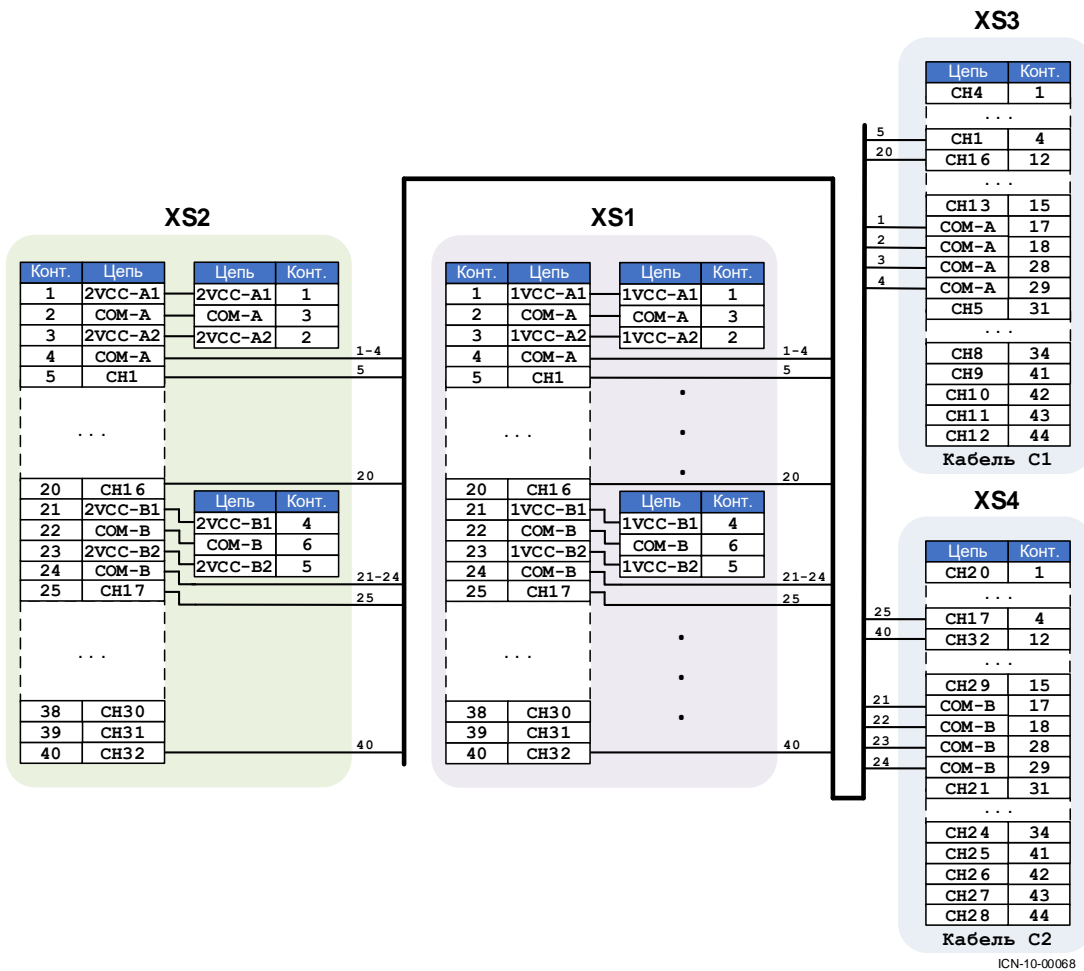 XS2
Конт. Цепь
1 2VCC-A1
2 COM-A
3 2VCC-A2
4 COM-A
5 CH1
...
20 CH16
21 2VCC-B1
22 COM-B
23 2VCC-B2
24 COM-B
25 CH17
...
38 CH30
39 CH31
40 CH32
Цепь Конт.
2VCC-A1 1
COM-A 3
2VCC-A2 2
Цепь Конт.
2VCC-B1 4
COM-B 6
2VCC-B2 5
1-4
5
20
21-24
25
40
XS1
Конт. Цепь
1 1VCC-A1
2 COM-A
3 1VCC-A2
4 COM-A
5 CH1
...
20 CH16
21 1VCC-B1
22 COM-B
23 1VCC-B2
24 COM-B
25 CH17
...
38 CH30
39 CH31
40 CH32
Цепь Конт.
1VCC-A1 1
COM-A 3
1VCC-A2 2
Цепь Конт.
1VCC-B1 4
COM-B 6
1VCC-B2 5
1-4
5
20
21-24
25
40
XS3
Цепь Конт.
CH4 1
...
5 CH1 4
20 CH16 12
...
CH13 15
1 COM-A 17
2 COM-A 18
3 COM-A 28
4 COM-A 29
CH5 31
...
CH8 34
CH9 41
CH10 42
CH11 43
CH12 44
Кабель C1
XS4
Цепь Конт.
CH20 1
...
25 CH17 4
40 CH32 12
...
CH29 15
21 COM-B 17
22 COM-B 18
23 COM-B 28
24 COM-B 29
CH21 31
...
CH24 34
CH25 41
CH26 42
CH27 43
CH28 44
Кабель C2
ICN-10-00068